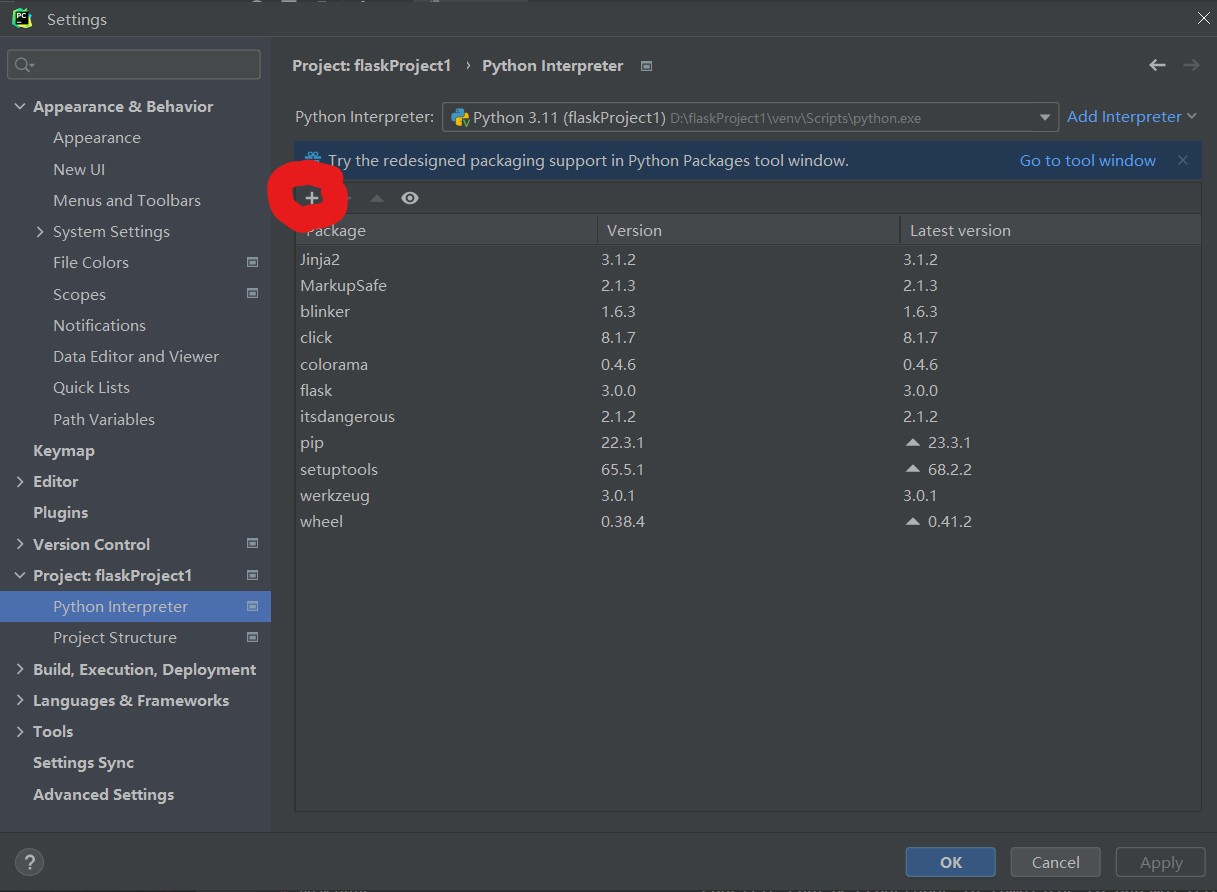 PC
Settings
Project: flaskProject1 › Python Interpreter
Appearance & Behavior
Appearance
New UI
Menus and Toolbars
System Settings
File Colors
Scopes
Notifications
Data Editor and Viewer
Quick Lists
Path Variables
Keymap
Editor
Plugins
Version Control
Project: flaskProject1
Python Interpreter
Project Structure
Build, Execution, Deployment
Languages & Frameworks
Tools
Settings Sync
Advanced Settings
Python Interpreter: Python 3.11 (flaskProject1) D:\flaskProject1\venv\Scripts\python.exe Add Interpreter
Try the redesigned packaging support in Python Packages tool window. Go to tool window
Package Version Latest version
Jinja2 3.1.2 3.1.2
MarkupSafe 2.1.3 2.1.3
blinker 1.6.3 1.6.3
click 8.1.7 8.1.7
colorama 0.4.6 0.4.6
flask 3.0.0 3.0.0
itsdangerous 2.1.2 2.1.2
pip 22.3.1 23.3.1
setuptools 65.5.1 68.2.2
werkzeug 3.0.1 3.0.1
wheel 0.38.4 0.41.2
?
OK Cancel Apply